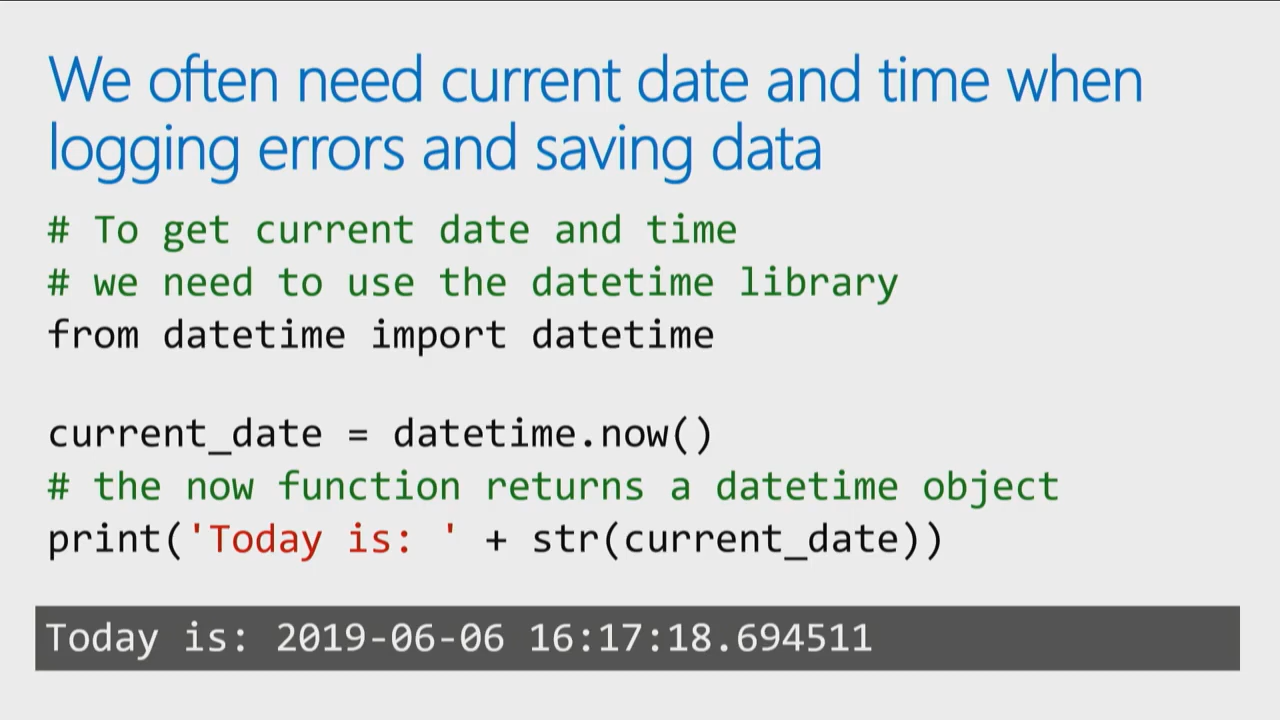 We often need current date and time when
logging errors and saving data
# To get current date and time
# we need to use the datetime library
from datetime import datetime
current_date = datetime.now()
# the now function returns a datetime object
print('Today is: ' + str(current_date))
Today is: 2019-06-06 16:17:18.694511